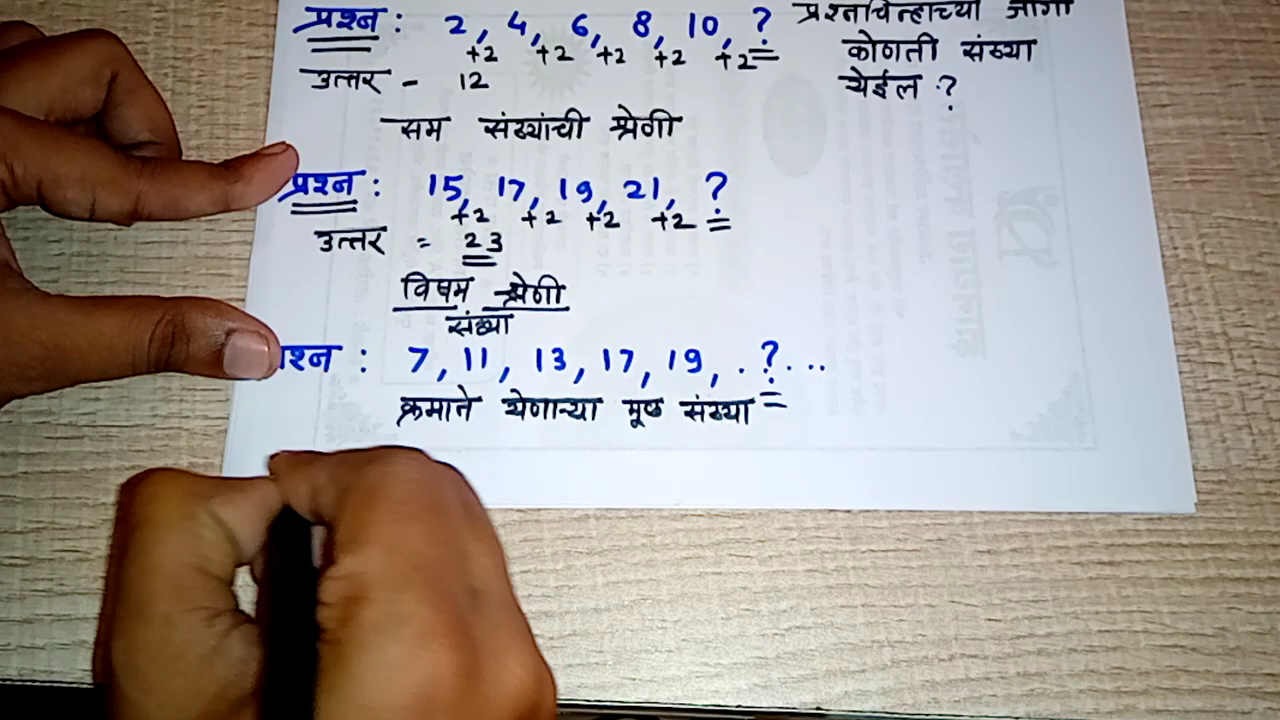 प्रश्न : 2, 4, 6, 8, 10, ? प्रश्नचिन्हाच्या जागी
+2 +2 +2 +2 +2 कोणती संख्या
उत्तर - 12 येईल ?
सम संख्यांची श्रेणी
प्रश्न : 15, 17, 19, 21, ?
+2 +2 +2 +2
उत्तर = 23
विषम श्रेणी
संख्या
प्रश्न : 7, 11, 13, 17, 19, . ? . . .
क्रमाने येणाऱ्या मूळ संख्या